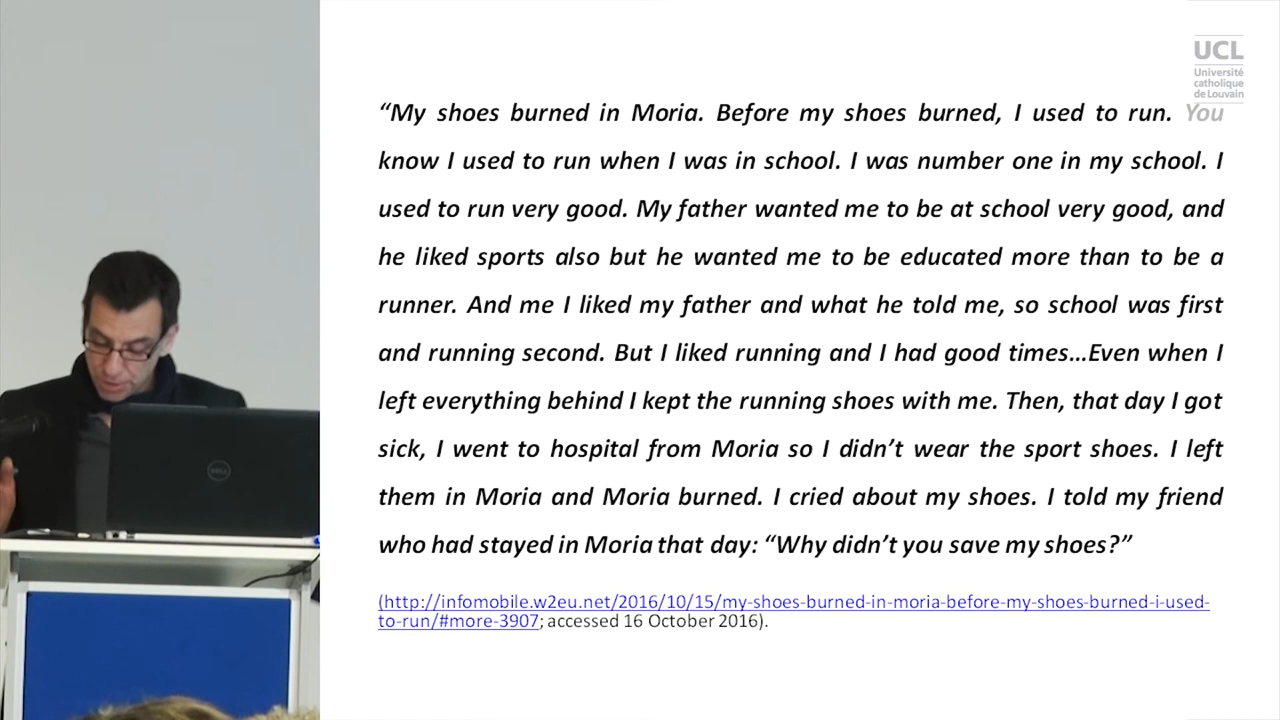 UCL
Université
catholique
de Louvain
“My shoes burned in Moria. Before my shoes burned, I used to run. You
know I used to run when I was in school. I was number one in my school. I
used to run very good. My father wanted me to be at school very good, and
he liked sports also but he wanted me to be educated more than to be a
runner. And me I liked my father and what he told me, so school was first
and running second. But I liked running and I had good times…Even when I
left everything behind I kept the running shoes with me. Then, that day I got
sick, I went to hospital from Moria so I didn’t wear the sport shoes. I left
them in Moria and Moria burned. I cried about my shoes. I told my friend
who had stayed in Moria that day: “Why didn’t you save my shoes?”
(http://infomobile.w2eu.net/2016/10/15/my-shoes-burned-in-moria-before-my-shoes-burned-i-used-
to-run/#more-3907; accessed 16 October 2016).
DELL